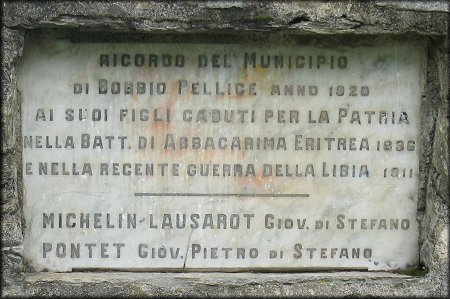 RICORDO DEL MUNICIPIO
DI BOBBIO PELLICE ANNO 1920
AI SUOI FIGLI CADUTI PER LA PATRIA
NELLA BATT. DI ABBACARIMA ERITREA 1896
E NELLA RECENTE GUERRA DELLA LIBIA 1911
MICHELIN-LAUSAROT GIOV. DI STEFANO
PONTET GIOV. PIETRO DI STEFANO